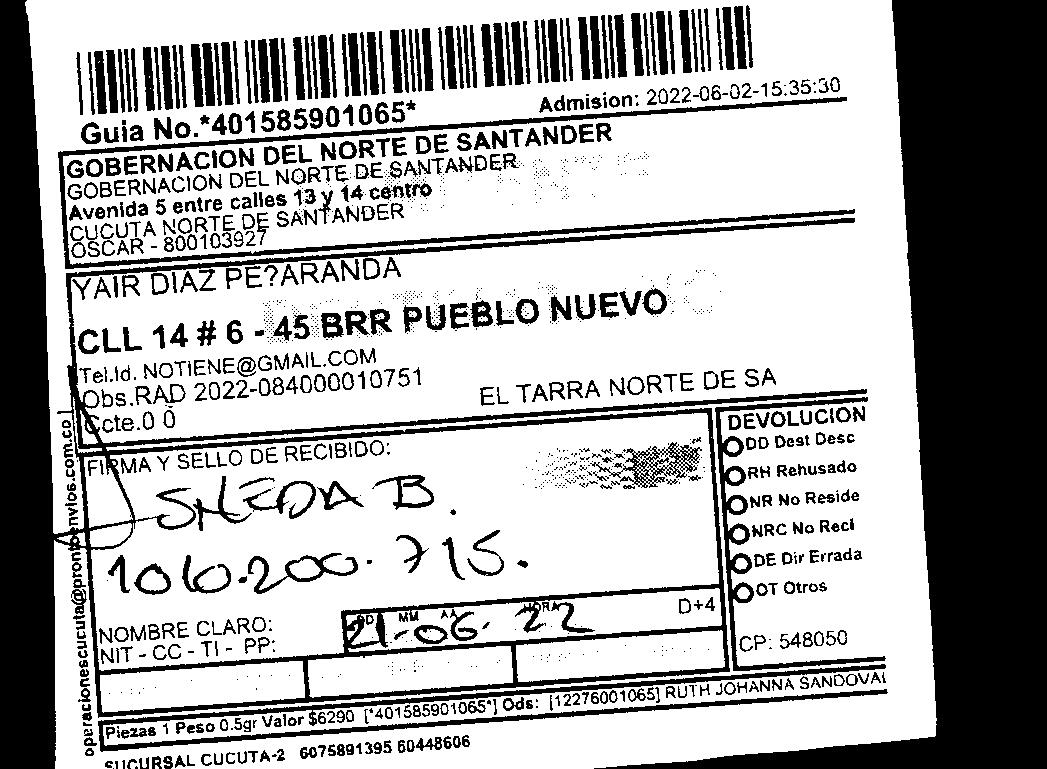 Guia No.*401585901065*
Admision: 2022-06-02-15:35:30
GOBERNACION DEL NORTE DE SANTANDER
GOBERNACION DEL NORTE DE SANTANDER
Avenida 5 entre calles 13 y 14 centro
CUCUTA NORTE DE SANTANDER
OSCAR - 800103927
YAIR DIAZ PE?ARANDA
CLL 14 # 6 - 45 BRR PUEBLO NUEVO
Tel.Id. NOTIENE@GMAIL.COM
Obs.RAD 2022-084000010751
EL TARRA NORTE DE SA
Ccte.0 0
FIRMA Y SELLO DE RECIBIDO:
B.
NOMBRE CLARO:
NIT - CC - TI - PP:
DD MM AA HORA
21-06-22
D+4
DEVOLUCION
DD Dest Desc
RH Rehusado
NR No Reside
NRC No Reci
DE Dir Errada
OT Otros
CP: 548050
Piezas 1 Peso 0.5gr Valor $6290 [*401585901065*] Ods: [12276001065] RUTH JOHANNA SANDOVAL
SUCURSAL CUCUTA-2 6075891395 60448606
operacionescucuta@prontoenvios.com.co